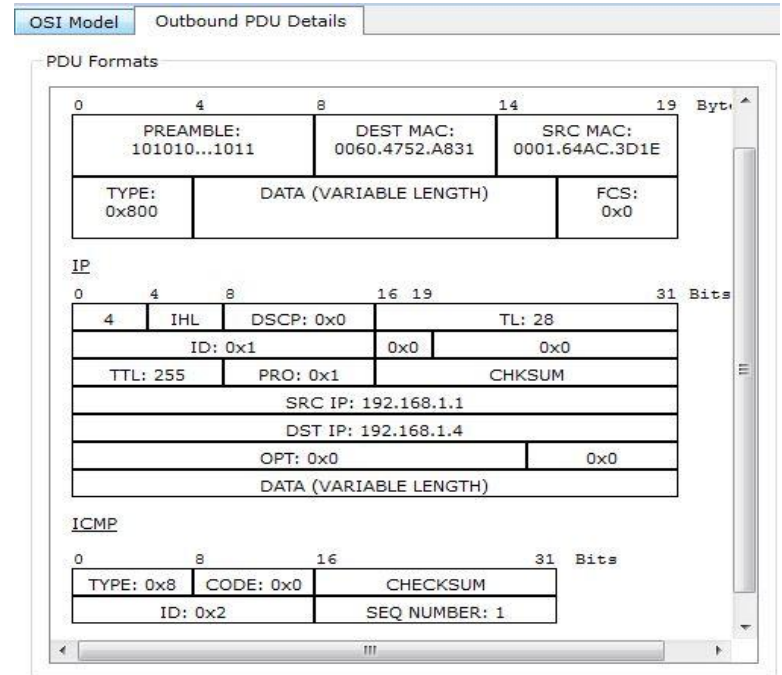 OSI Model Outbound PDU Details
PDU Formats
0 4 8 14 19 Byt
PREAMBLE: DEST MAC: SRC MAC:
101010...1011 0060.4752.A831 0001.64AC.3D1E
TYPE: DATA (VARIABLE LENGTH) FCS:
0x800 0x0
IP
0 4 8 16 19 31 Bits
4 IHL DSCP: 0x0 TL: 28
ID: 0x1 0x0 0x0
TTL: 255 PRO: 0x1 CHKSUM
SRC IP: 192.168.1.1
DST IP: 192.168.1.4
OPT: 0x0 0x0
DATA (VARIABLE LENGTH)
ICMP
0 8 16 31 Bits
TYPE: 0x8 CODE: 0x0 CHECKSUM
ID: 0x2 SEQ NUMBER: 1